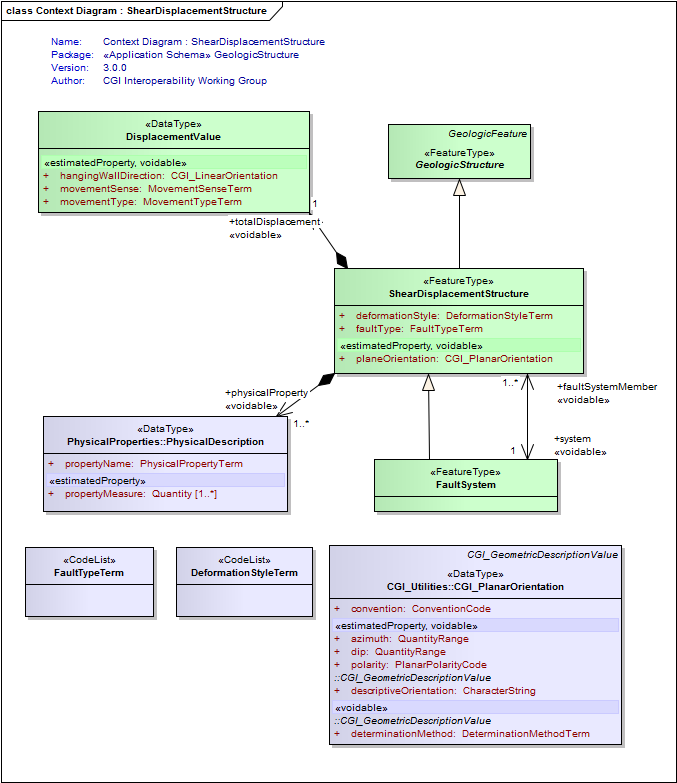 class Context Diagram : ShearDisplacementStructure
Name: Context Diagram : ShearDisplacementStructure
Package: «Application Schema» GeologicStructure
Version: 3.0.0
Author: CGI Interoperability Working Group
«DataType»
DisplacementValue
«estimatedProperty, voidable»
+ hangingWallDirection: CGI_LinearOrientation
+ movementSense: MovementSenseTerm
+ movementType: MovementTypeTerm
GeologicFeature
«FeatureType»
GeologicStructure
1
+totalDisplacement
«voidable»
«FeatureType»
ShearDisplacementStructure
+ deformationStyle: DeformationStyleTerm
+ faultType: FaultTypeTerm
«estimatedProperty, voidable»
+ planeOrientation: CGI_PlanarOrientation
+physicalProperty
«voidable»
1..*
1..*
+faultSystemMember
«voidable»
+system
1
«voidable»
«DataType»
PhysicalProperties::PhysicalDescription
+ propertyName: PhysicalPropertyTerm
«estimatedProperty»
+ propertyMeasure: Quantity [1..*]
«FeatureType»
FaultSystem
«CodeList»
FaultTypeTerm
«CodeList»
DeformationStyleTerm
CGI_GeometricDescriptionValue
«DataType»
CGI_Utilities::CGI_PlanarOrientation
+ convention: ConventionCode
«estimatedProperty, voidable»
+ azimuth: QuantityRange
+ dip: QuantityRange
+ polarity: PlanarPolarityCode
::CGI_GeometricDescriptionValue
+ descriptiveOrientation: CharacterString
«voidable»
::CGI_GeometricDescriptionValue
+ determinationMethod: DeterminationMethodTerm